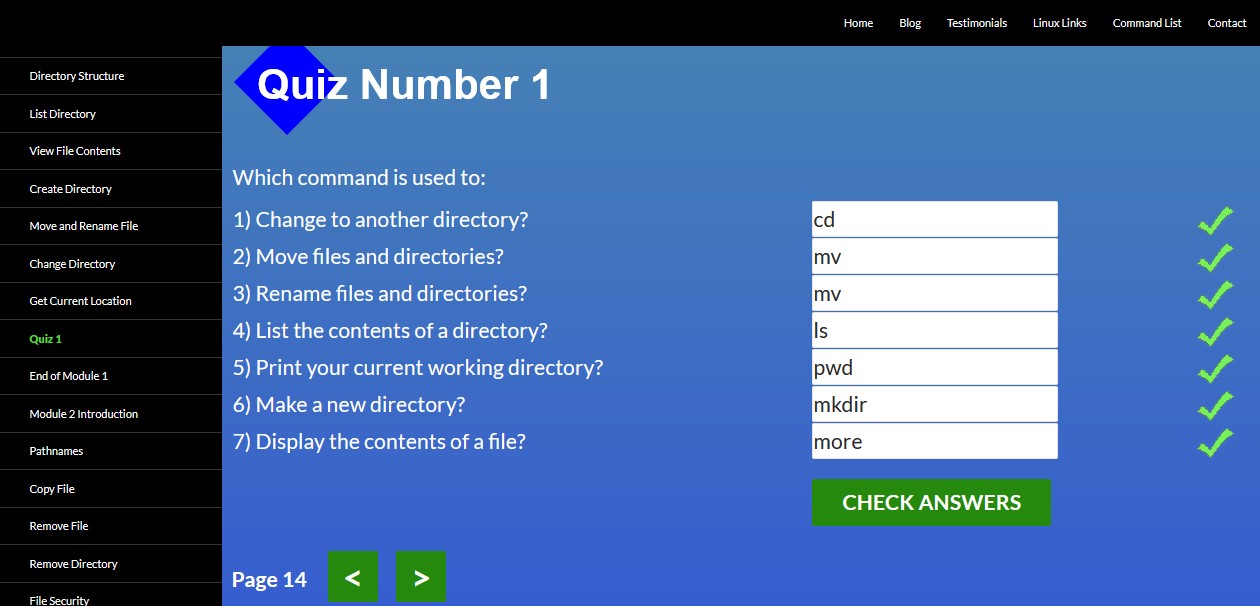 Home Blog Testimonials Linux Links Command List Contact
Directory Structure
List Directory
View File Contents
Create Directory
Move and Rename File
Change Directory
Get Current Location
Quiz 1
End of Module 1
Module 2 Introduction
Pathnames
Copy File
Remove File
Remove Directory
File Security
Quiz Number 1
Which command is used to:
1) Change to another directory? cd
2) Move files and directories? mv
3) Rename files and directories? mv
4) List the contents of a directory? ls
5) Print your current working directory? pwd
6) Make a new directory? mkdir
7) Display the contents of a file? more
CHECK ANSWERS
Page 14 < >